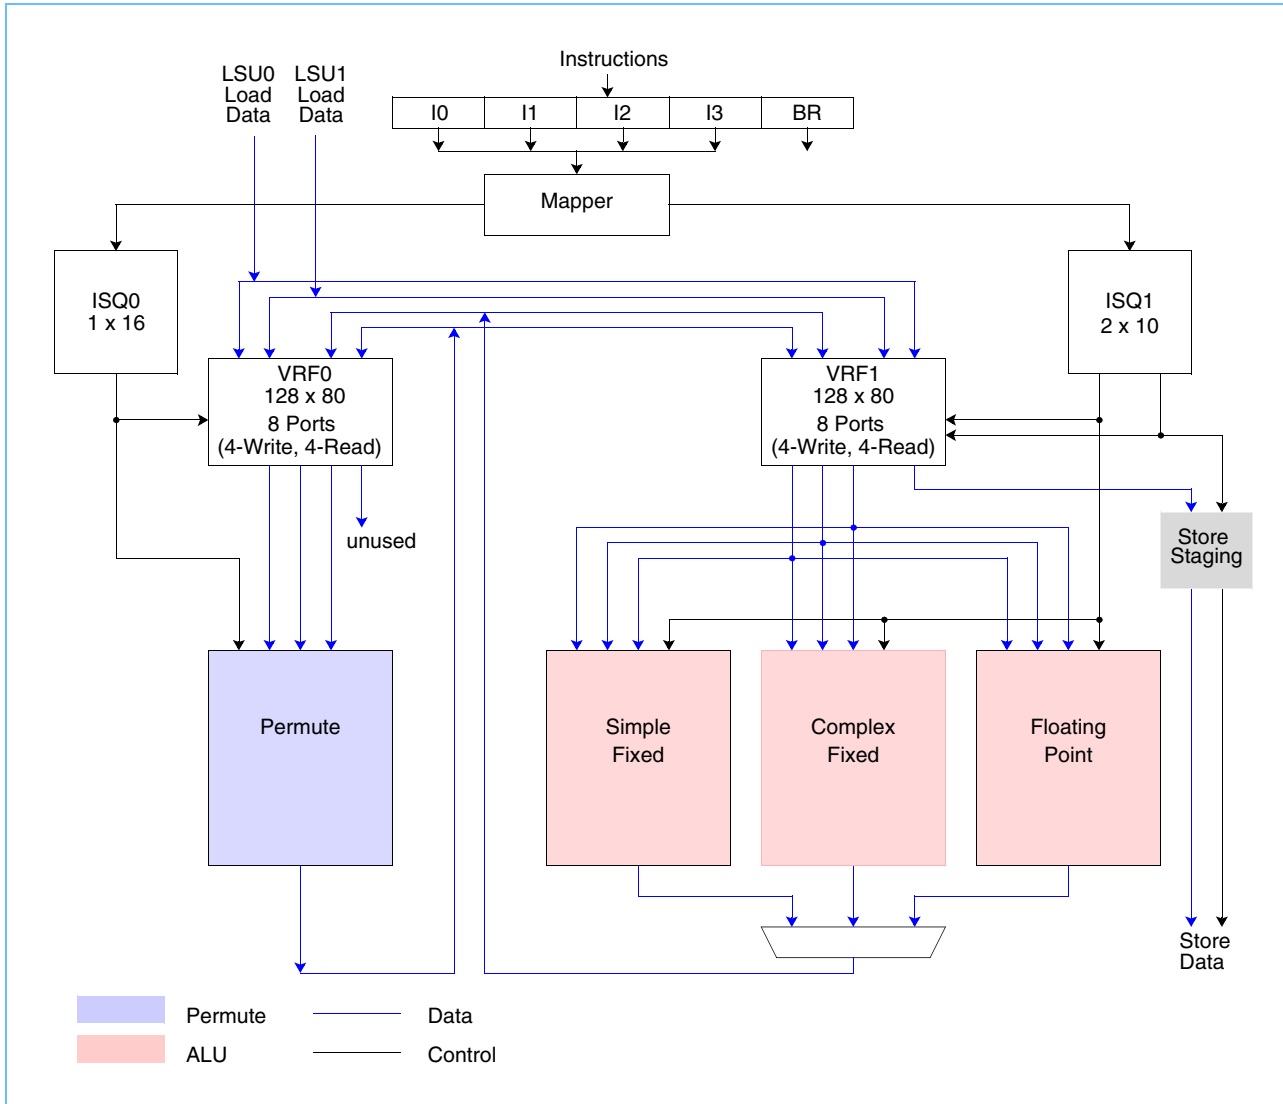 Instructions
LSU0
Load
Data
LSU1
Load
Data
I0
I1
I2
I3
BR
Mapper
ISQ0
1 x 16
ISQ1
2 x 10
VRF0
128 x 80
8 Ports
(4-Write, 4-Read)
VRF1
128 x 80
8 Ports
(4-Write, 4-Read)
unused
Store
Staging
Permute
Simple
Fixed
Complex
Fixed
Floating
Point
Store
Data
Permute
Data
ALU
Control